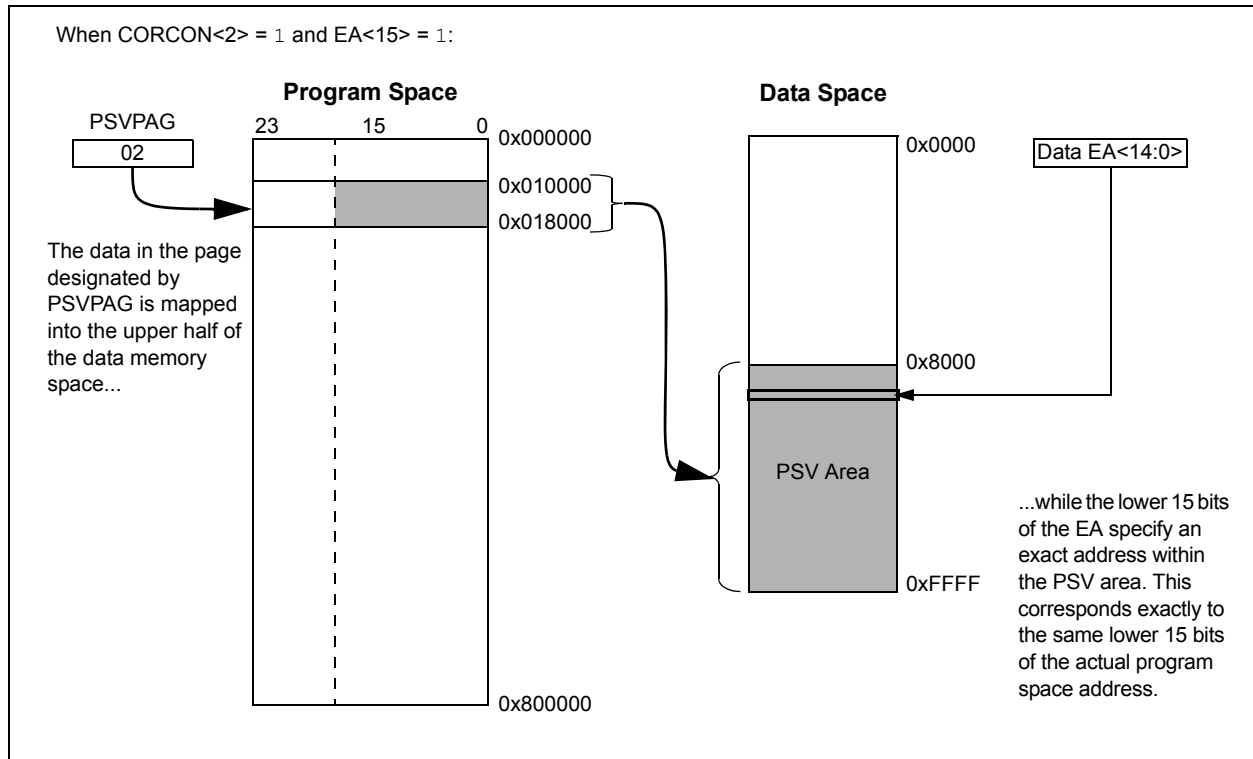 When CORCON<2> = 1 and EA<15> = 1:
Program Space
Data Space
PSVPAG
02
23 15 0
0x000000
0x010000
0x018000
0x800000
The data in the page
designated by
PSVPAG is mapped
into the upper half of
the data memory
space...
0x0000
0x8000
PSV Area
0xFFFF
Data EA<14:0>
...while the lower 15 bits
of the EA specify an
exact address within
the PSV area. This
corresponds exactly to
the same lower 15 bits
of the actual program
space address.